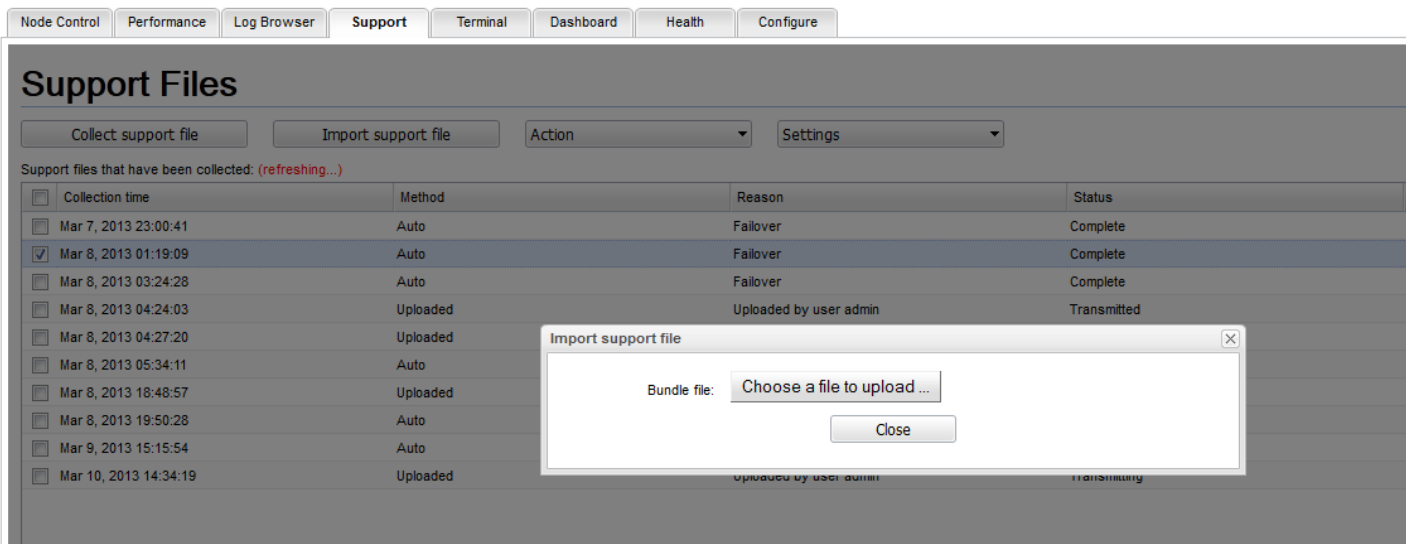 Node Control Performance Log Browser Support Terminal Dashboard Health Configure
Support Files
Collect support file Import support file Action Settings
Support files that have been collected: (refreshing...)
Collection time Method Reason Status
Mar 7, 2013 23:00:41 Auto Failover Complete
Mar 8, 2013 01:19:09 Auto Failover Complete
Mar 8, 2013 03:24:28 Auto Failover Complete
Mar 8, 2013 04:24:03 Uploaded Uploaded by user admin Transmitted
Mar 8, 2013 04:27:20 Uploaded
Mar 8, 2013 05:34:11 Auto
Mar 8, 2013 18:48:57 Uploaded
Mar 8, 2013 19:50:28 Auto
Mar 9, 2013 15:15:54 Auto
Mar 10, 2013 14:34:19 Uploaded Uploaded by user admin Transmitting
Import support file
Bundle file: Choose a file to upload ...
Close